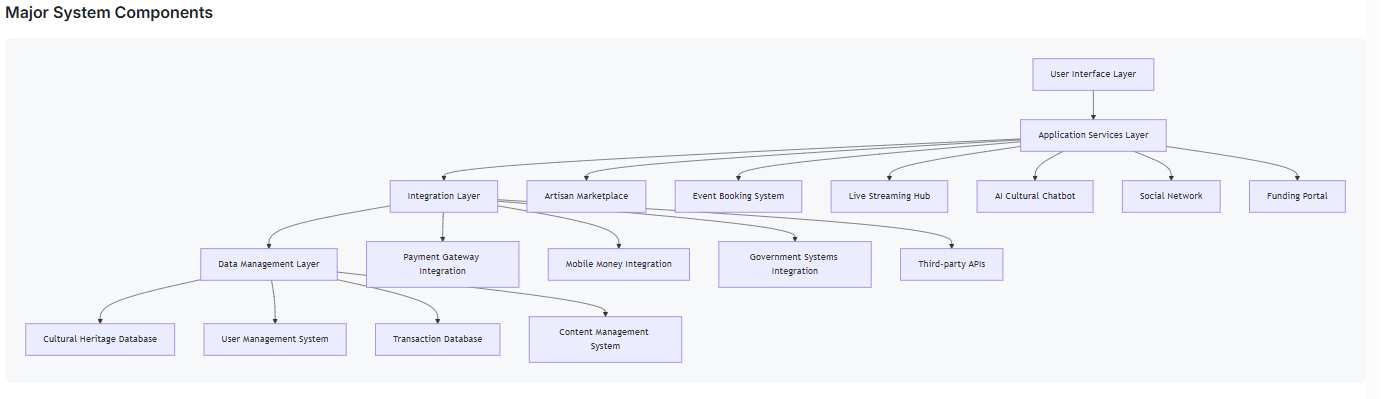 Major System Components
User Interface Layer
Application Services Layer
Integration Layer
Artisan Marketplace
Event Booking System
Live Streaming Hub
AI Cultural Chatbot
Social Network
Funding Portal
Data Management Layer
Payment Gateway
Integration
Mobile Money Integration
Government Systems
Integration
Third-party APIs
Cultural Heritage Database
User Management System
Transaction Database
Content Management
System